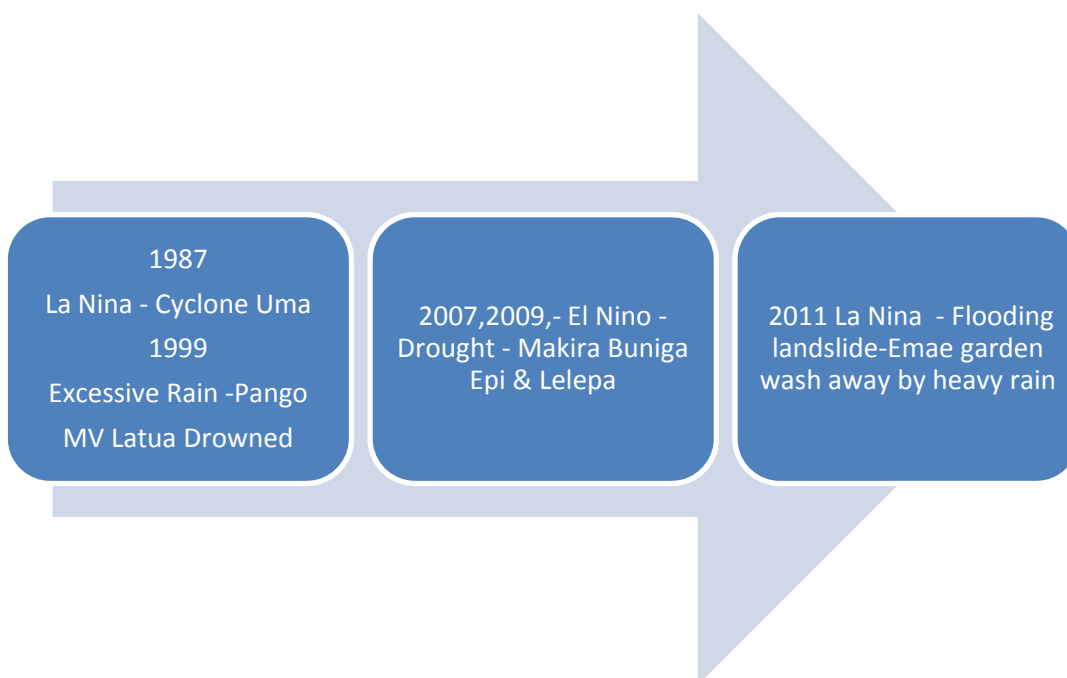 1987
La Nina - Cyclone Uma
1999
Excessive Rain -Pango
MV Latua Drowned
2007,2009,- El Nino -
Drought - Makira Buniga
Epi & Lelepa
2011 La Nina  - Flooding
landslide-Emae garden
wash away by heavy rain